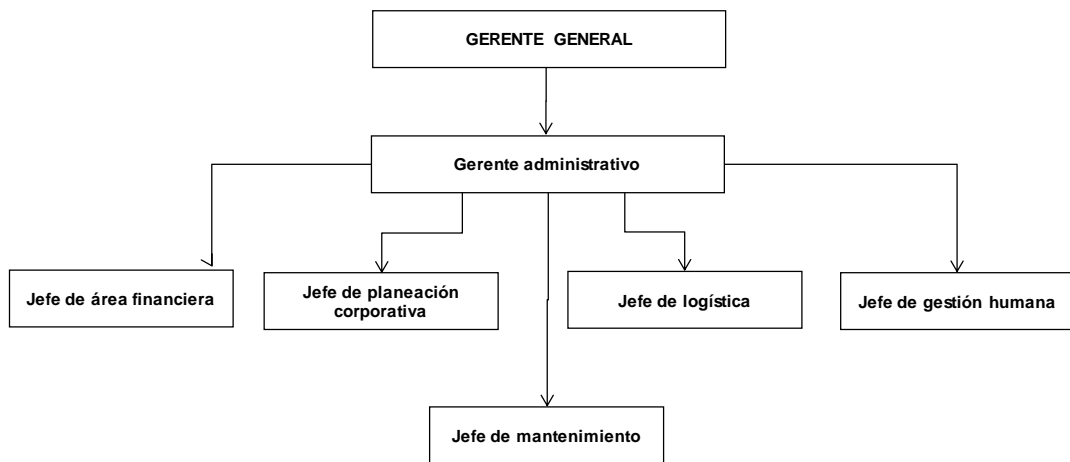 GERENTE GENERAL
Gerente administrativo
Jefe de área financiera
Jefe de planeación
corporativa
Jefe de logística
Jefe de gestión humana
Jefe de mantenimiento